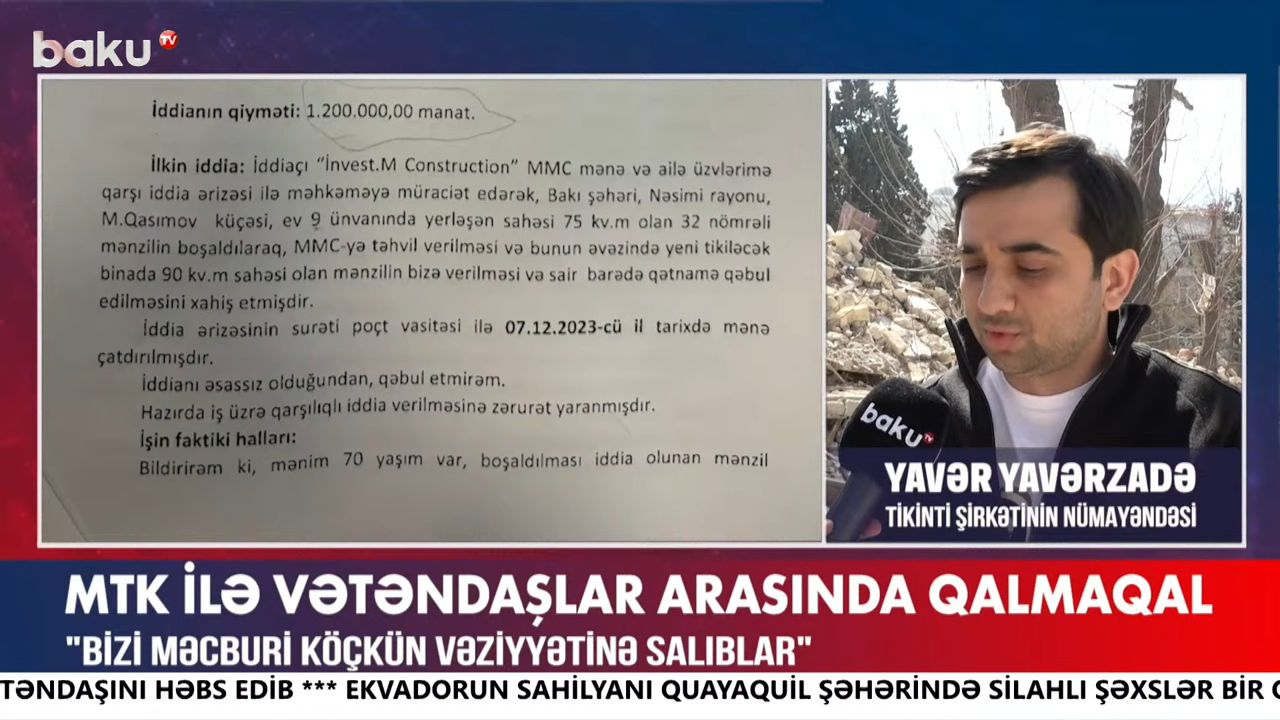 baku TV
İddianın qiyməti: 1.200.000,00 manat.
İlkin iddia: İddiaçı “İnvest.M Construction” MMC mənə və ailə üzvlərimə
qarşı iddia ərizəsi ilə məhkəməyə müraciət edərək, Bakı şəhəri, Nəsimi rayonu,
M.Qasımov küçəsi, ev 9 ünvanında yerləşən sahəsi 75 kv.m olan 32 nömrəli
mənzilin boşaldılaraq, MMC-yə təhvil verilməsi və bunun əvəzində yeni tikiləcək
binada 90 kv.m sahəsi olan mənzilin bizə verilməsi və sair barədə qətnamə qəbul
edilməsini xahiş etmişdir.
İddia ərizəsinin surəti poçt vasitəsi ilə 07.12.2023-cü il tarixdə mənə
çatdırılmışdır.
İddianı əsassız olduğundan, qəbul etmirəm.
Hazırda iş üzrə qarşılıqlı iddia verilməsinə zərurət yaranmışdır.
İşin faktiki halları:
Bildirirəm ki, mənim 70 yaşım var, boşaldılması iddia olunan mənzil
baku TV
YAVƏR YAVƏRZADƏ
TİKİNTİ ŞİRKƏTİNİN NÜMAYƏNDƏSİ
MTK İLƏ VƏTƏNDAŞLAR ARASINDA QALMAQAL
"BİZİ MƏCBURİ KÖÇKÜN VƏZİYYƏTİNƏ SALIBLAR"
TƏNDAŞINI HƏBS EDİB *** EKVADORUN SAHİLYANI QUAYAQUİL ŞƏHƏRİNDƏ SİLAHLI ŞƏXSLƏR BİR